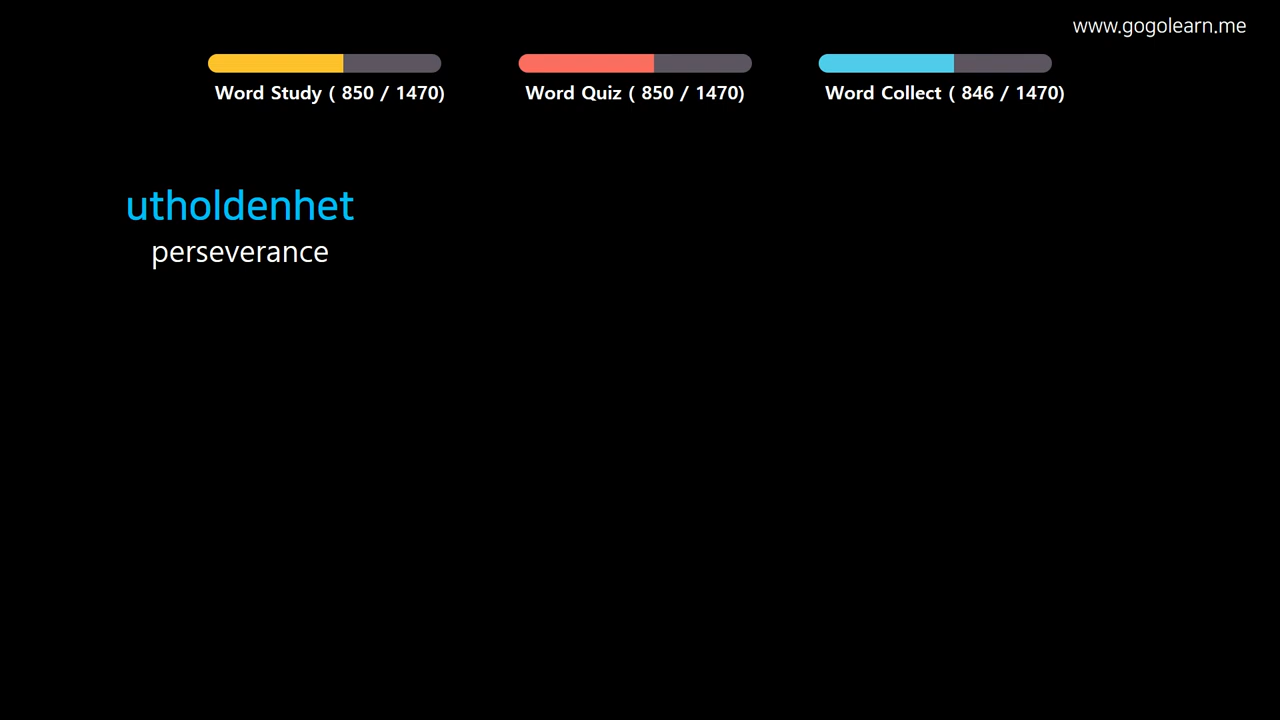 www.gogolearn.me
Word Study ( 850 / 1470)
Word Quiz ( 850 / 1470)
Word Collect ( 846 / 1470)
utholdenhet
perseverance